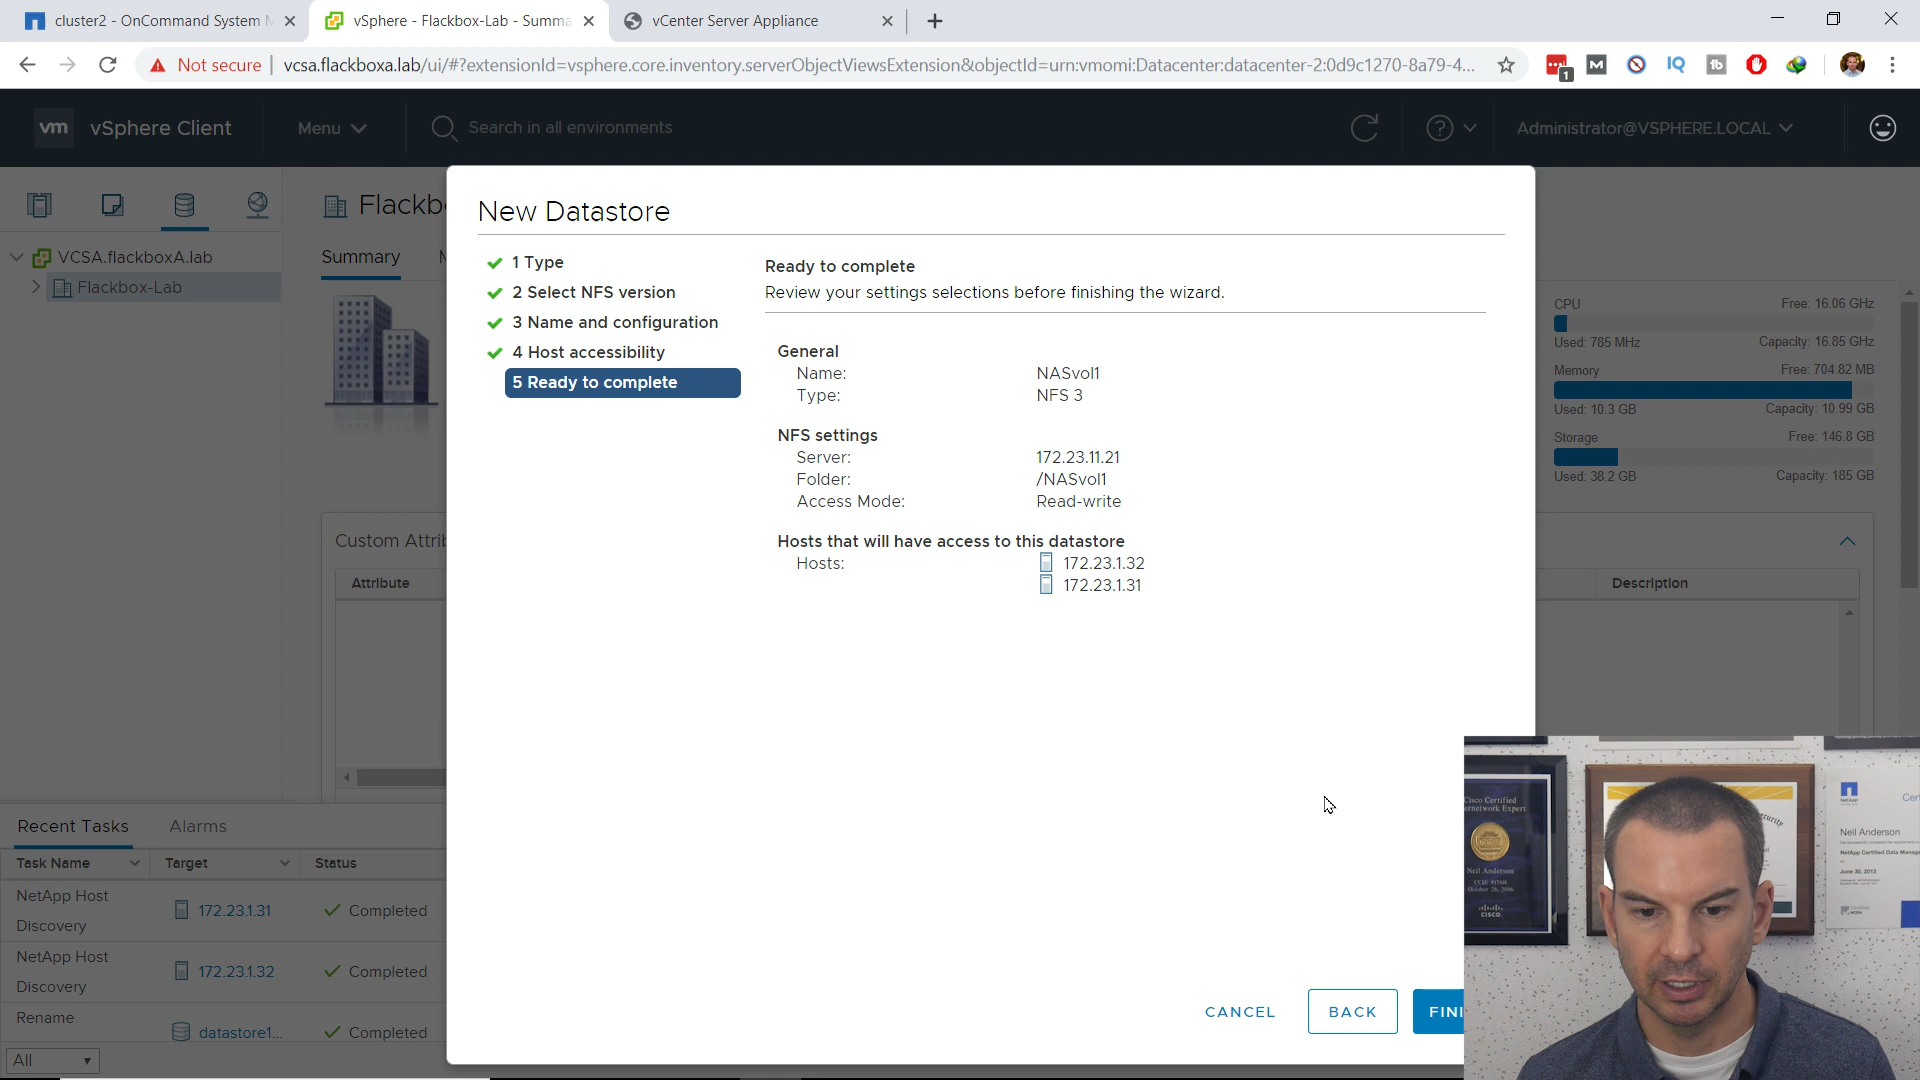 cluster2 - OnCommand System M
vSphere - Flackbox-Lab - Summa
vCenter Server Appliance
Not secure
vcsa.flackboxa.lab/ui/#?extensionId=vsphere.core.inventory.serverObjectViewsExtension&objectId=urn:vmomi:Datacenter:datacenter-2:0d9c1270-8a79-4...
1
M
IQ
tb
vm vSphere Client
Menu
Search in all environments
?
Administrator@VSPHERE.LOCAL
VCSA.flackboxA.lab
Flackbox-Lab
Flackb
Summary
New Datastore
1 Type
2 Select NFS version
3 Name and configuration
4 Host accessibility
5 Ready to complete
Ready to complete
Review your settings selections before finishing the wizard.
General
Name: NASvol1
Type: NFS 3
NFS settings
Server: 172.23.11.21
Folder: /NASvol1
Access Mode: Read-write
Hosts that will have access to this datastore
Hosts: 172.23.1.32
172.23.1.31
CANCEL
BACK
FINI
CPU Free: 16.06 GHz
Used: 785 MHz Capacity: 16.85 GHz
Memory Free: 704.82 MB
Used: 10.3 GB Capacity: 10.99 GB
Storage Free: 146.8 GB
Used: 38.2 GB Capacity: 185 GB
Custom Attri
Attribute
Description
Recent Tasks
Alarms
Task Name Target Status
NetApp Host Discovery 172.23.1.31 Completed
NetApp Host Discovery 172.23.1.32 Completed
Rename datastore1... Completed
All
Cisco Certified
ernetwork Expert
Neil Anderson
October 26, 2006
CISCO
NetApp
Neil Anderson
NetApp Certified Data Manag
June 30, 2013